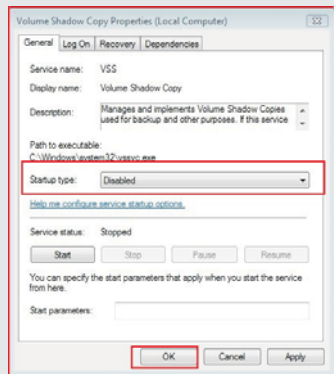 Volume Shadow Copy Properties (Local Computer)
General Log On Recovery Dependencies
Service name: VSS
Display name: Volume Shadow Copy
Description: Manages and implements Volume Shadow Copies
used for backup and other purposes. If this service
Path to executable:
C:\Windows\system32\vssvc.exe
Startup type: Disabled
Help me configure service startup options.
Service status: Stopped
Start Stop Pause Resume
You can specify the start parameters that apply when you start the service
from here.
Start parameters:
OK Cancel Apply